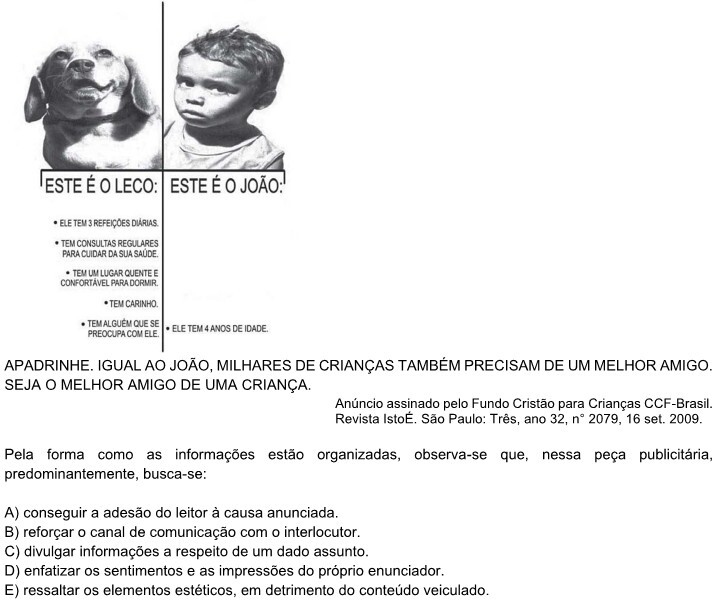 ESTE É O LECO:
ESTE É O JOÃO:
• ELE TEM 3 REFEIÇÕES DIÁRIAS.
• TEM CONSULTAS REGULARES
PARA CUIDAR DA SUA SAÚDE.
• TEM UM LUGAR QUENTE E
CONFORTÁVEL PARA DORMIR.
• TEM CARINHO.
• TEM ALGUÉM QUE SE
PREOCUPA COM ELE.
• ELE TEM 4 ANOS DE IDADE.
APADRINHE. IGUAL AO JOÃO, MILHARES DE CRIANÇAS TAMBÉM PRECISAM DE UM MELHOR AMIGO.
SEJA O MELHOR AMIGO DE UMA CRIANÇA.
Anúncio assinado pelo Fundo Cristão para Crianças CCF-Brasil.
Revista IstoÉ. São Paulo: Três, ano 32, n° 2079, 16 set. 2009.
Pela forma como as informações estão organizadas, observa-se que, nessa peça publicitária,
predominantemente, busca-se:
A) conseguir a adesão do leitor à causa anunciada.
B) reforçar o canal de comunicação com o interlocutor.
C) divulgar informações a respeito de um dado assunto.
D) enfatizar os sentimentos e as impressões do próprio enunciador.
E) ressaltar os elementos estéticos, em detrimento do conteúdo veiculado.